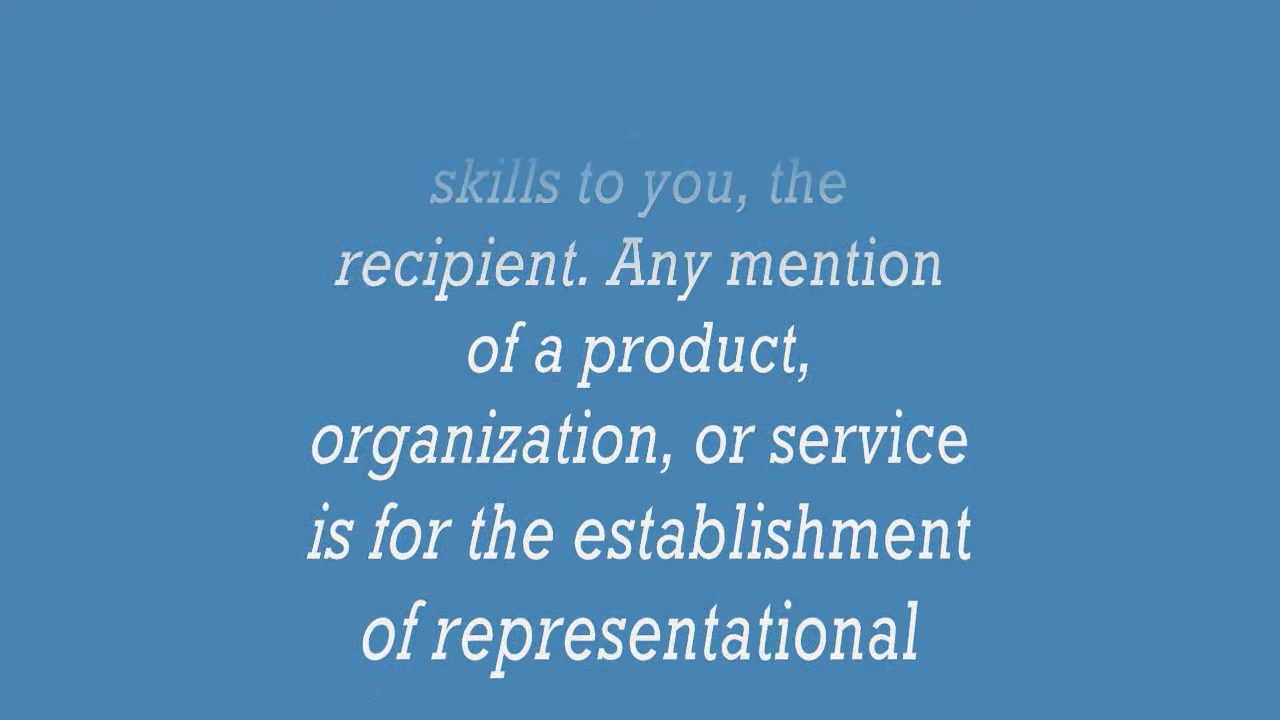 skills to you, the
recipient. Any mention
of a product,
organization, or service
is for the establishment
of representational